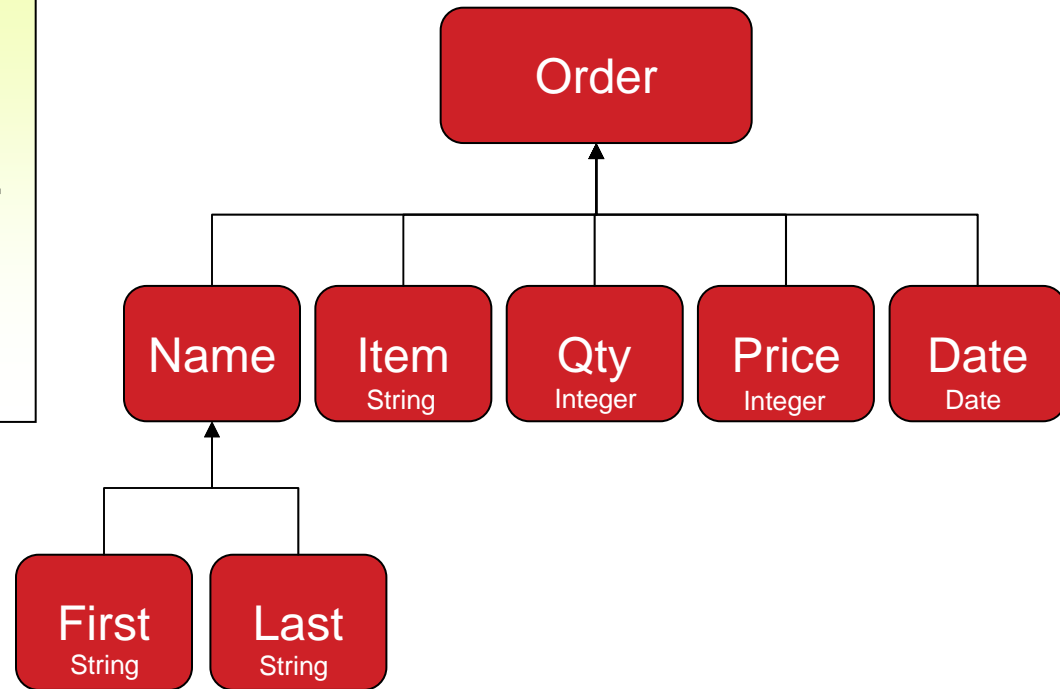 Order
Name
Item
String
Qty
Integer
Price
Integer
Date
Date
First
String
Last
String